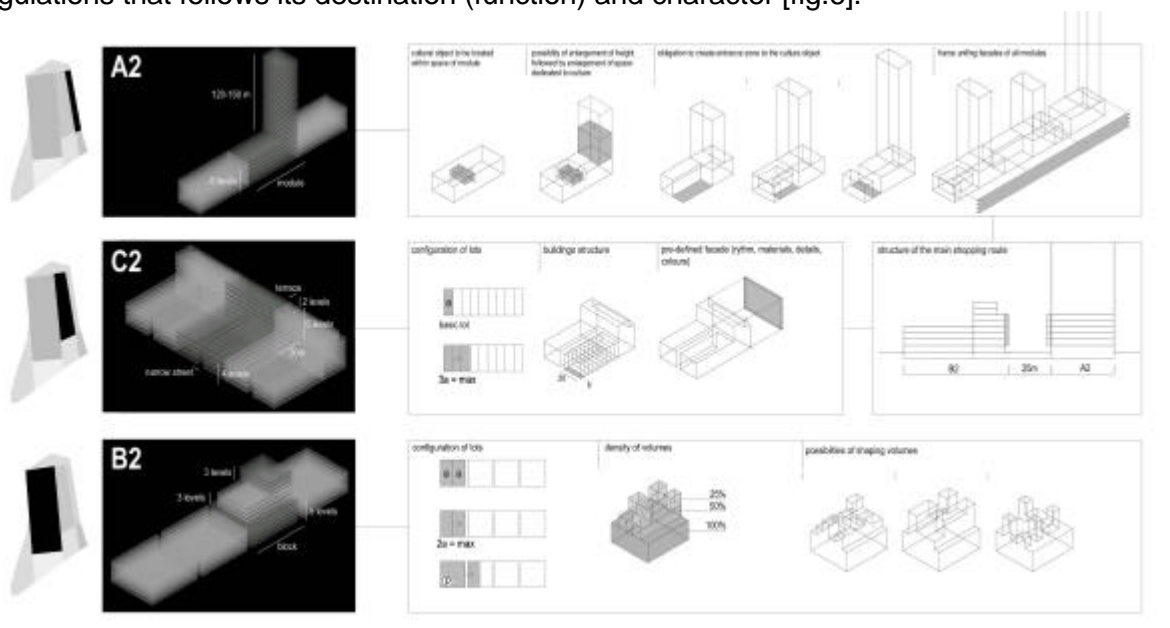 gulations that follows its destination (function) and character [fig.6].
A2
120-150 m
levels
module
cultural object to be located
within space of module
possibility of enlargement of height
followed by enlargement of space
dedicated to culture
obligation to create entrance zone to the culture object
frame unifing facades of all modules
C2
terrace
2 levels
levels
narrow street
configuration of lots
a
basic lot
3a = max
buildings structure
pre-defined facade (rythm, materials, details,
colours)
structure of the main shopping route
B2
25m
A2
B2
3 levels
3 levels
levels
block
configuration of lots
a a
2a = max
density of volumes
25%
50%
100%
possibilities of shaping volumes